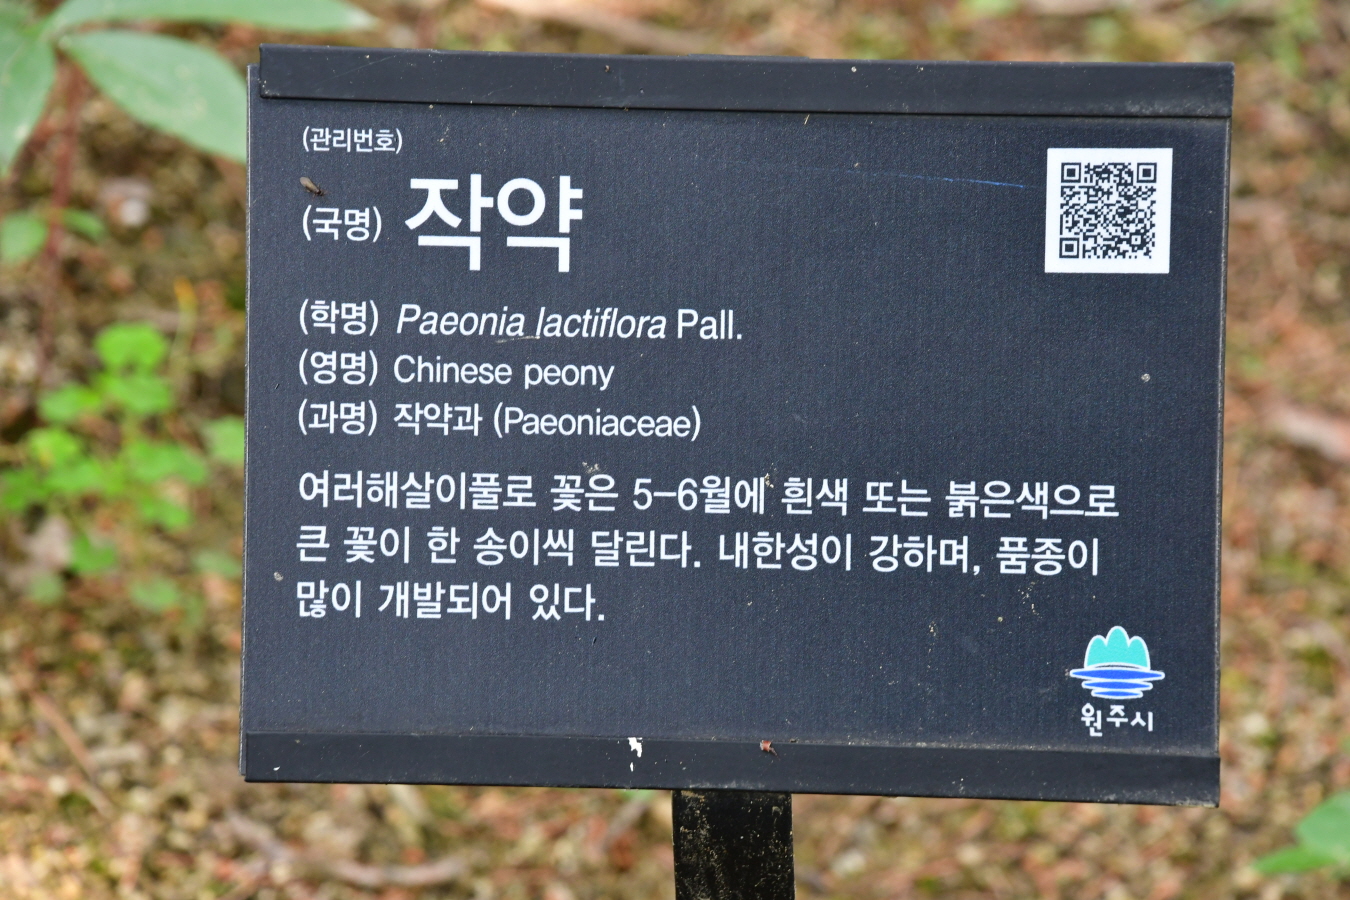 (관리번호)
(국명) 작약
(학명) Paeonia lactiflora Pall.
(영명) Chinese peony
(과명) 작약과 (Paeoniaceae)
여러해살이풀로 꽃은 5-6월에 흰색 또는 붉은색으로
큰 꽃이 한 송이씩 달린다. 내한성이 강하며, 품종이
많이 개발되어 있다.
원주시